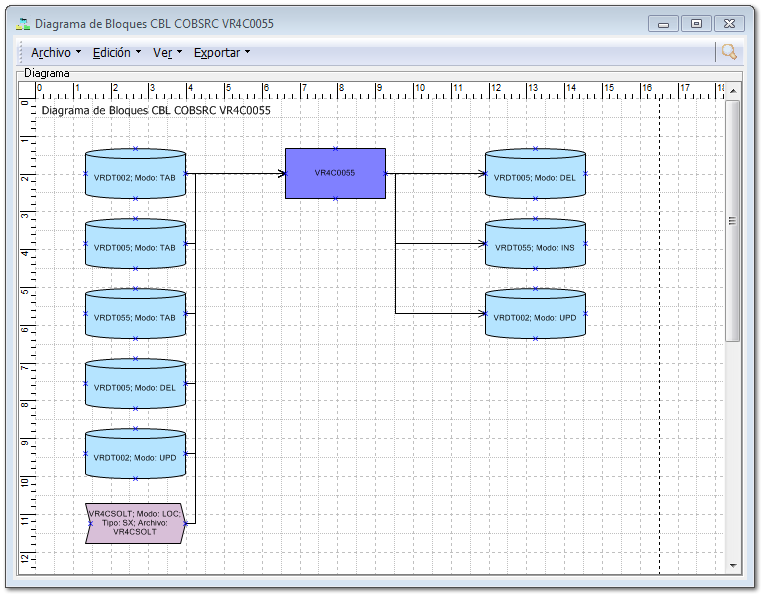 Diagrama de Bloques CBL COBSRC VR4C0055
Archivo Edición Ver Exportar
Diagrama
0 1 2 3 4 5 6 7 8 9 10 11 12 13 14 15 16 17
0 1 2 3 4 5 6 7 8 9 10 11 12
Diagrama de Bloques CBL COBSRC VR4C0055
VRDT002; Modo: TAB
VR4C0055
VRDT005; Modo: DEL
VRDT005; Modo: TAB
VRDT055; Modo: INS
VRDT055; Modo: TAB
VRDT002; Modo: UPD
VRDT005; Modo: DEL
VRDT002; Modo: UPD
VR4CSOLT; Modo: LOC;
Tipo: SX; Archivo:
VR4CSOLT